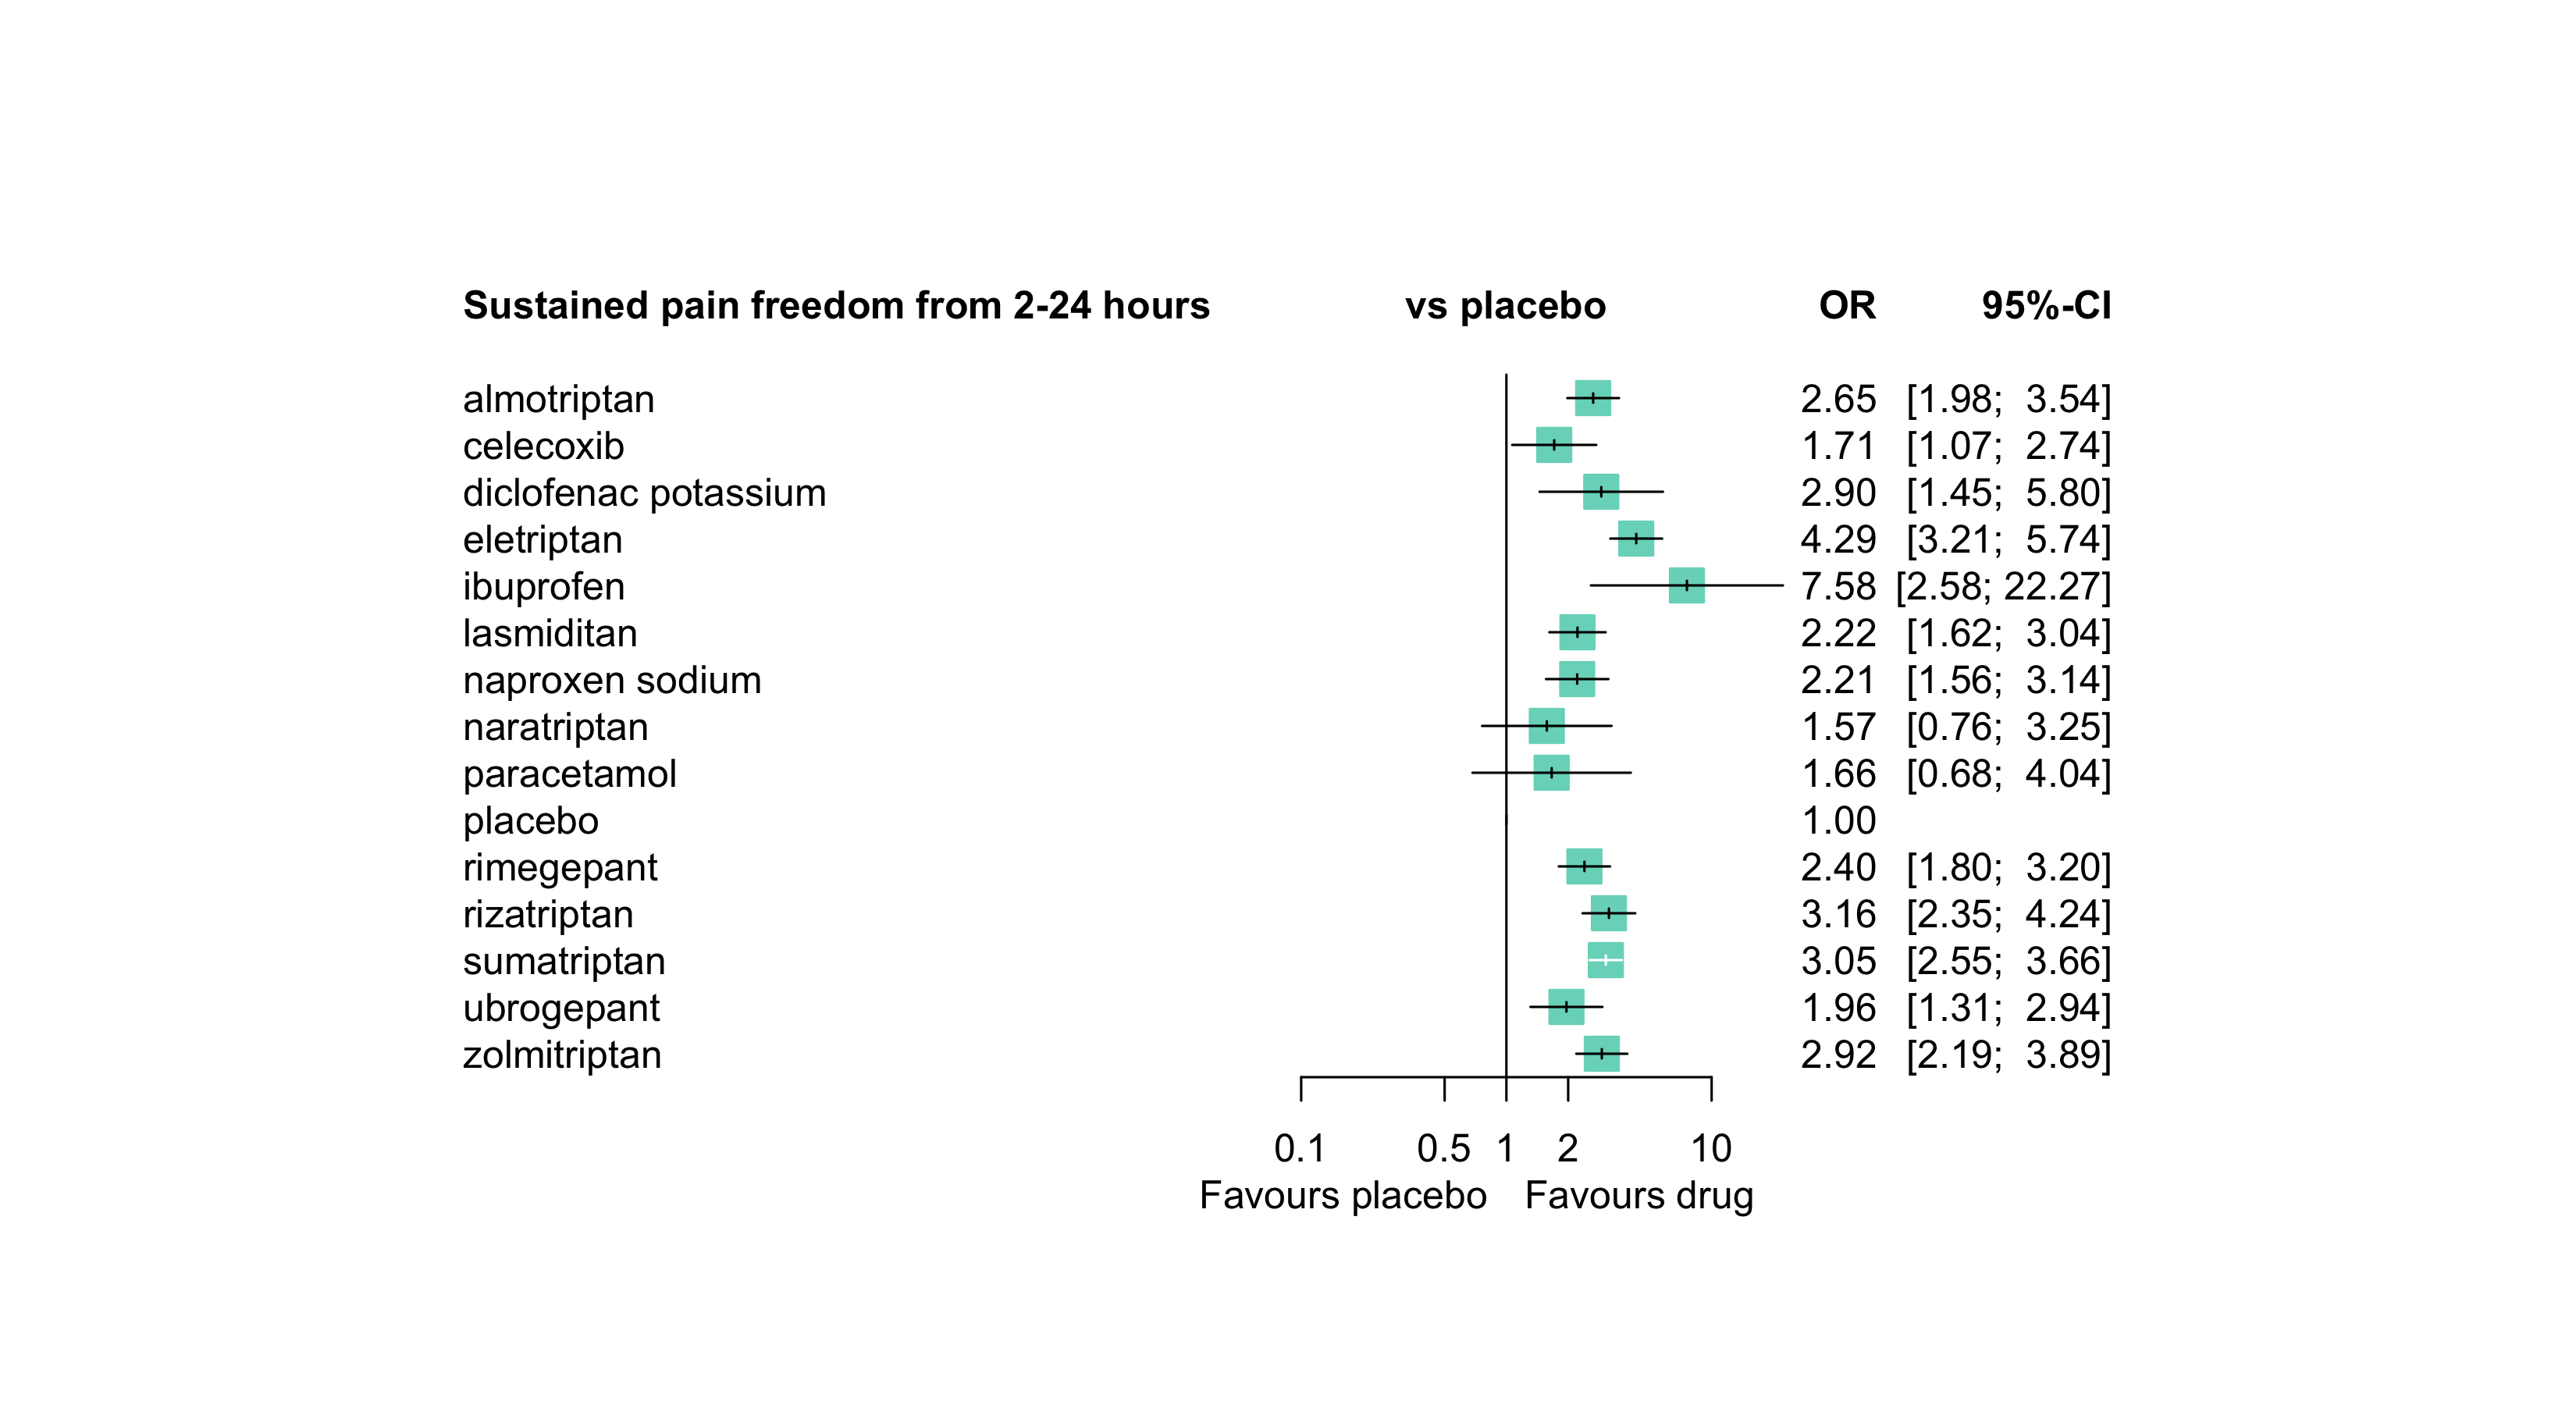 Sustained pain freedom from 2-24 hours vs placebo OR 95%-CI
almotriptan 2.65 [1.98; 3.54]
celecoxib 1.71 [1.07; 2.74]
diclofenac potassium 2.90 [1.45; 5.80]
eletriptan 4.29 [3.21; 5.74]
ibuprofen 7.58 [2.58; 22.27]
lasmiditan 2.22 [1.62; 3.04]
naproxen sodium 2.21 [1.56; 3.14]
naratriptan 1.57 [0.76; 3.25]
paracetamol 1.66 [0.68; 4.04]
placebo 1.00
rimegepant 2.40 [1.80; 3.20]
rizatriptan 3.16 [2.35; 4.24]
sumatriptan 3.05 [2.55; 3.66]
ubrogepant 1.96 [1.31; 2.94]
zolmitriptan 2.92 [2.19; 3.89]
0.1 0.5 1 2 10
Favours placebo Favours drug